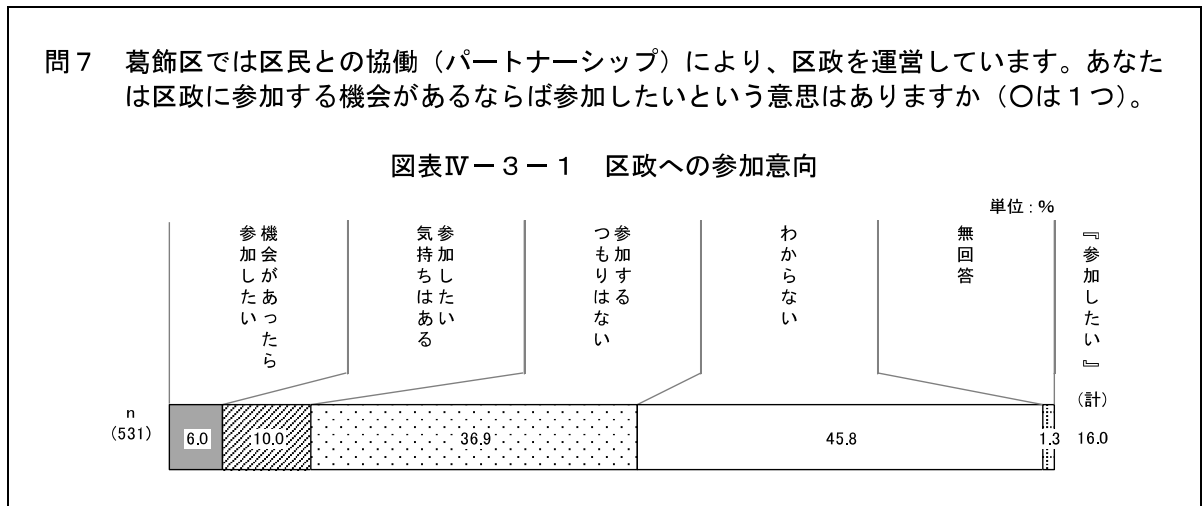 問７　葛飾区では区民との協働（パートナーシップ）により、区政を運営しています。あなた
は区政に参加する機会があるならば参加したいという意思はありますか（○は１つ）。
図表Ⅳ－３－１　区政への参加意向
単位：％
機会があったら
参加したい
参加したい
気持ちはある
参加する
つもりはない
わからない
無回答
『参加したい』
（計）
n
(531)
6.0
10.0
36.9
45.8
1.3
16.0